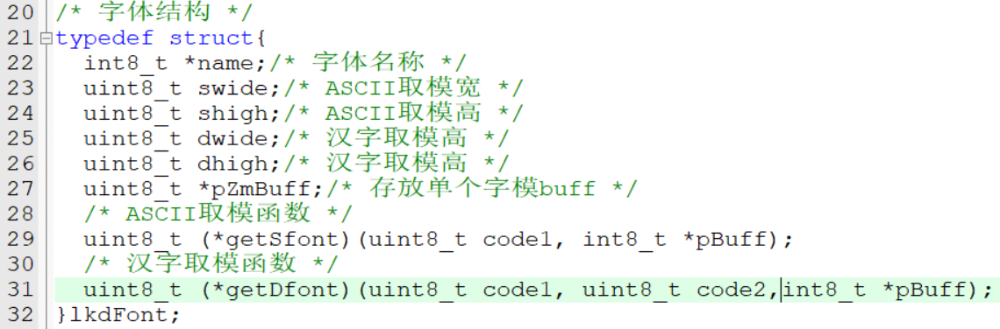 20 /* 字体结构 */
21 typedef struct{
22   int8_t *name;/* 字体名称 */
23   uint8_t swide;/* ASCII取模宽 */
24   uint8_t shigh;/* ASCII取模高 */
25   uint8_t dwide;/* 汉字取模高 */
26   uint8_t dhigh;/* 汉字取模高 */
27   uint8_t *pZmBuff;/* 存放单个字模buff */
28   /* ASCII取模函数 */
29   uint8_t (*getSfont)(uint8_t code1, int8_t *pBuff);
30   /* 汉字取模函数 */
31   uint8_t (*getDfont)(uint8_t code1, uint8_t code2,int8_t *pBuff);
32 }lkdFont;